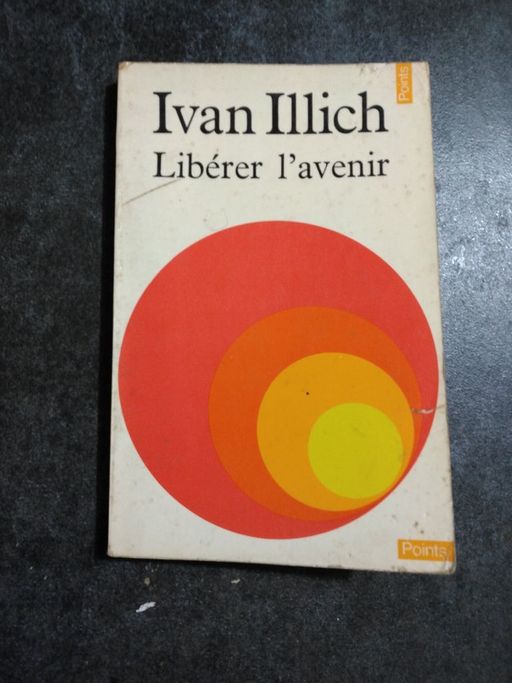 Points
Ivan Illich
Libérer l'avenir
Points